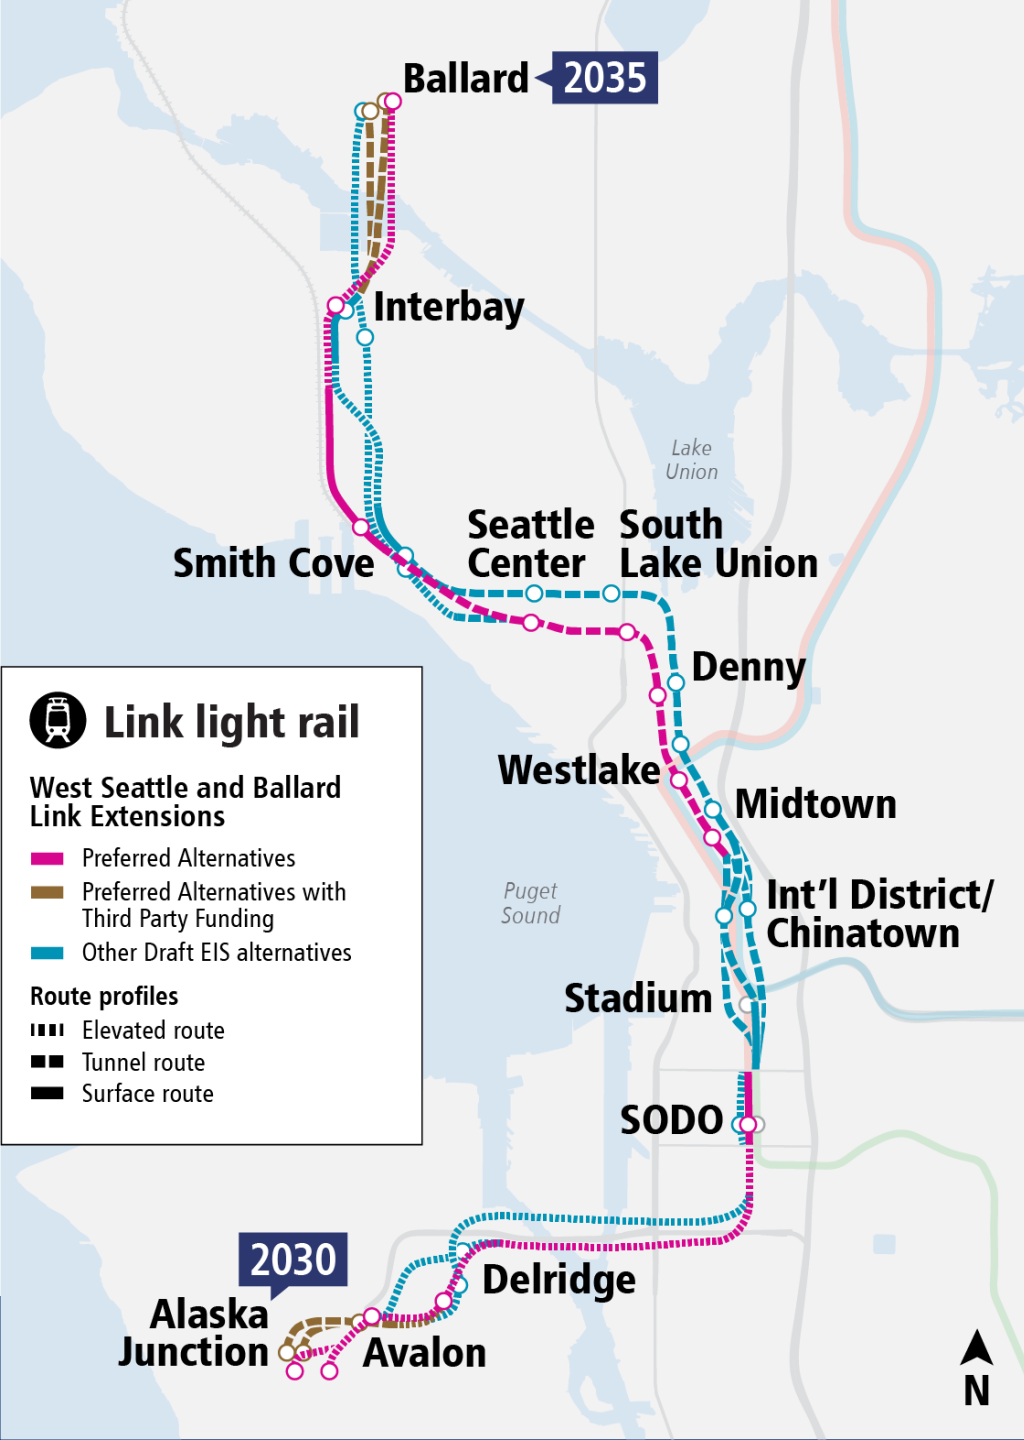 Ballard
2035
Interbay
Lake
Union
Seattle
Center
South
Lake Union
Smith Cove
Denny
Westlake
Midtown
Puget
Sound
Int'l District/
Chinatown
Stadium
SODO
Link light rail
West Seattle and Ballard
Link Extensions
Preferred Alternatives
Preferred Alternatives with
Third Party Funding
Other Draft EIS alternatives
Route profiles
Elevated route
Tunnel route
Surface route
2030
Delridge
Alaska
Junction
Avalon
N